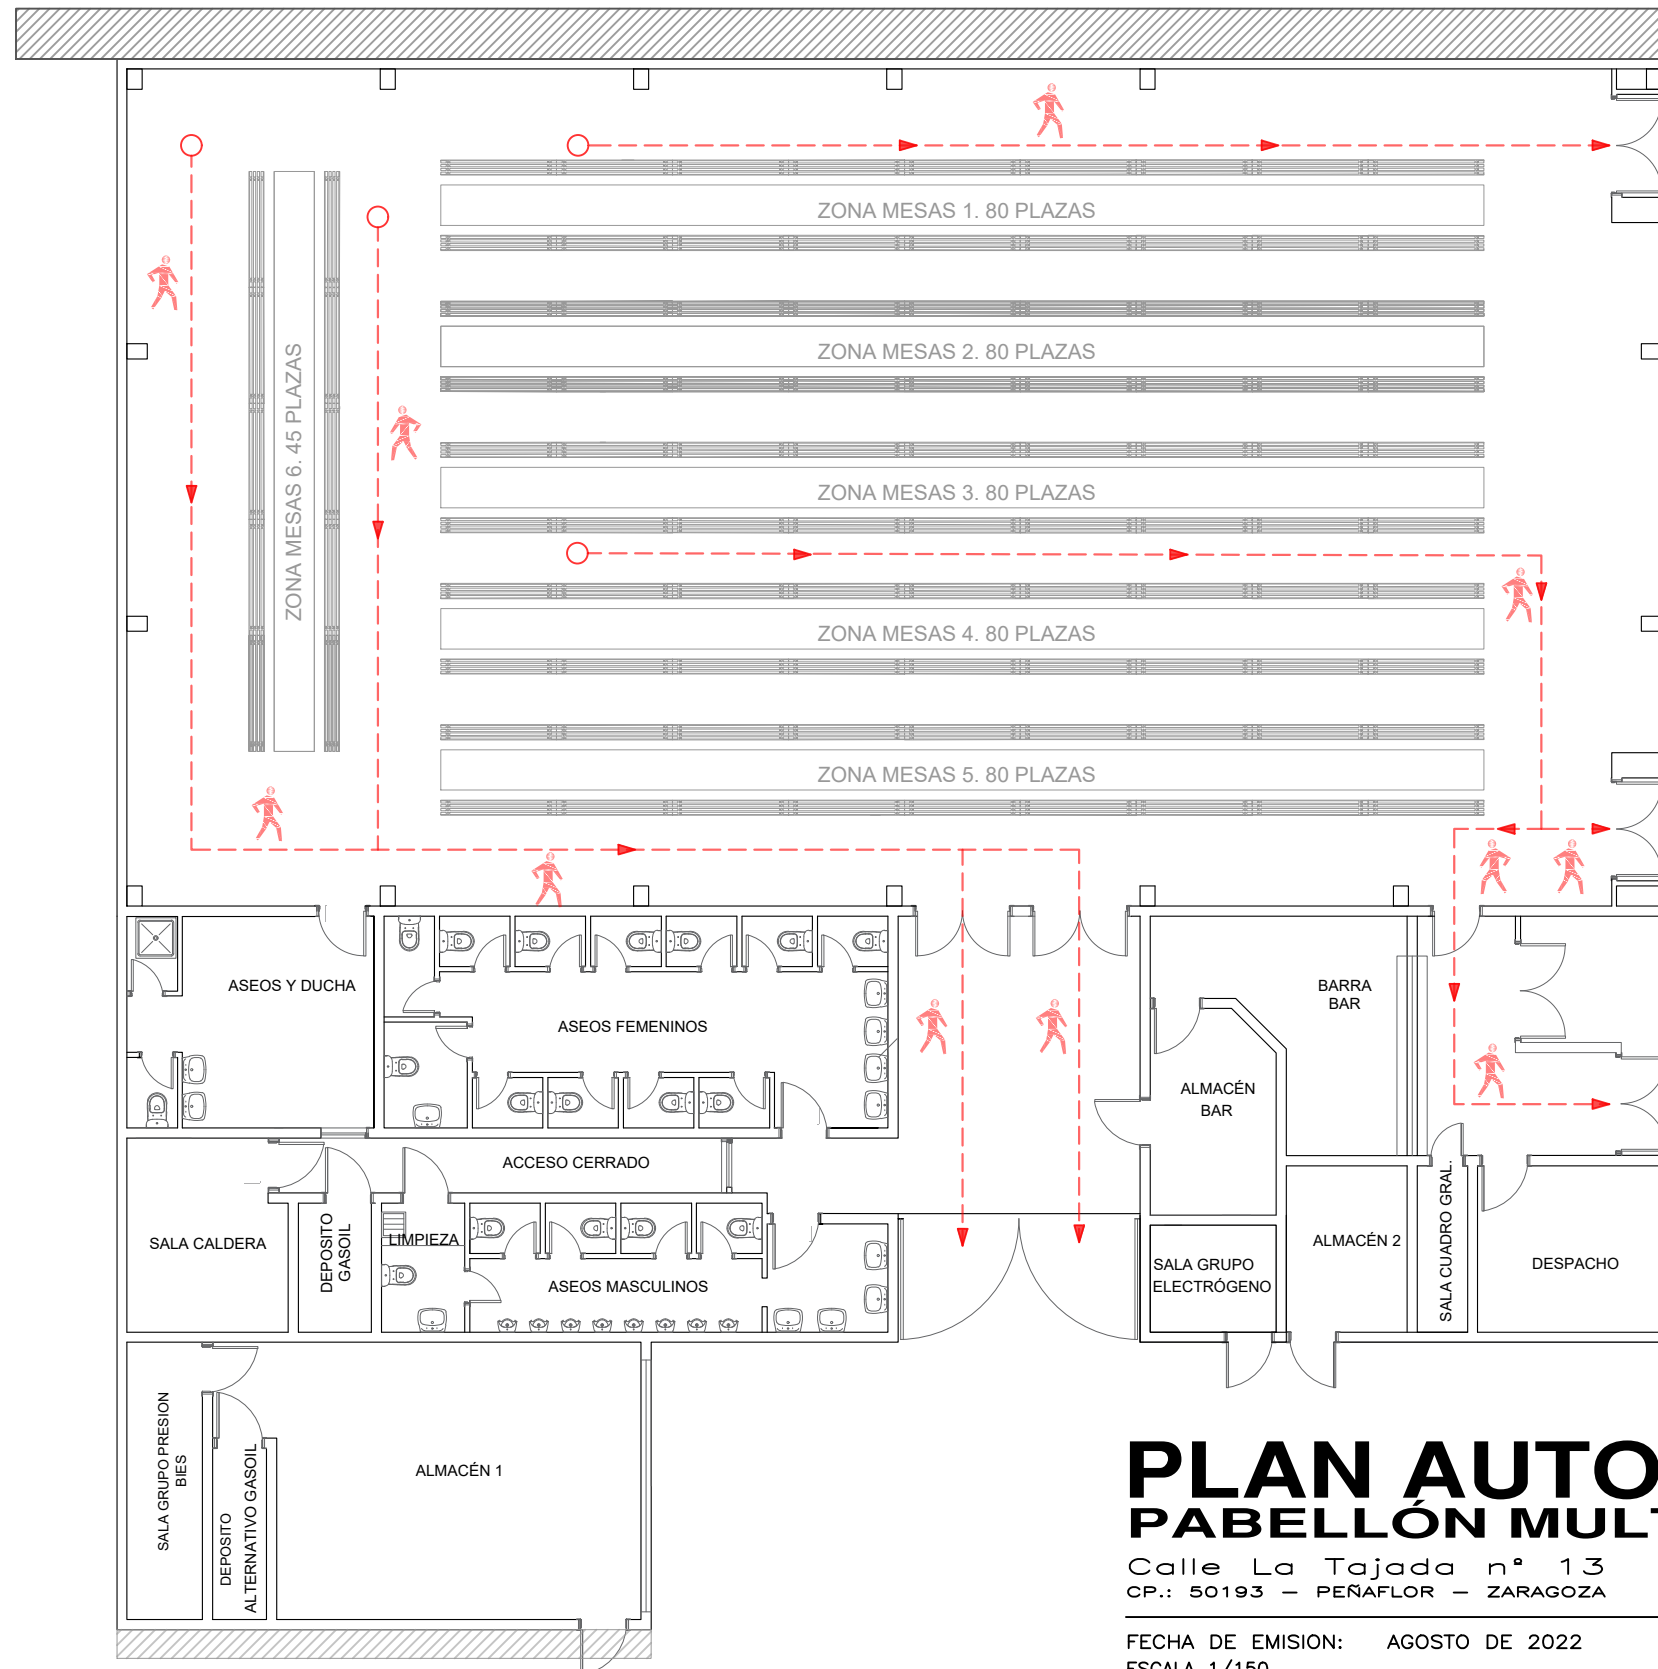 ZONA MESAS 1. 80 PLAZAS
ZONA MESAS 2. 80 PLAZAS
ZONA MESAS 6. 45 PLAZAS
ZONA MESAS 3. 80 PLAZAS
ZONA MESAS 4. 80 PLAZAS
ZONA MESAS 5. 80 PLAZAS
ASEOS Y DUCHA
ASEOS FEMENINOS
BARRA
BAR
ALMACÉN
BAR
ACCESO CERRADO
SALA CALDERA
DEPOSITO
GASOIL
LIMPIEZA
ASEOS MASCULINOS
SALA GRUPO
ELECTRÓGENO
ALMACÉN 2
SALA CUADRO GRAL.
DESPACHO
SALA GRUPO PRESION
BIES
DEPOSITO
ALTERNATIVO GASOIL
ALMACÉN 1
PLAN AUTO
PABELLÓN MULT
Calle La Tajada nº 13
CP.: 50193 – PEÑAFLOR – ZARAGOZA
FECHA DE EMISION: AGOSTO DE 2022
ESCALA 1/150